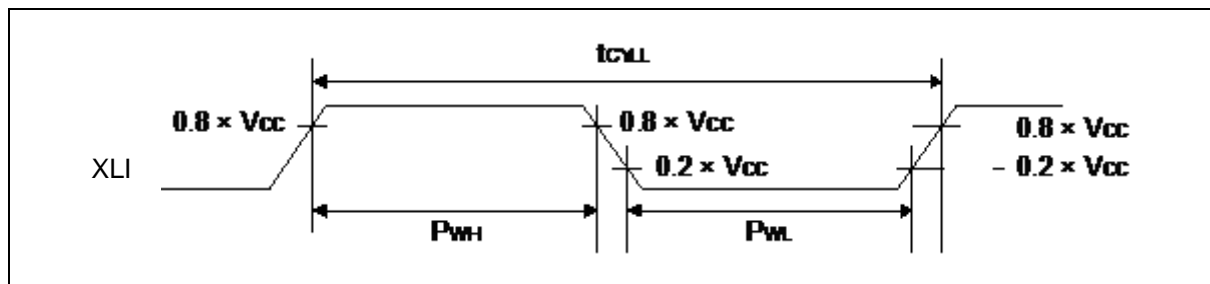 tCYLL
0.8 × Vcc
0.8 × Vcc
0.8 × Vcc
XLI
0.2 × Vcc
0.2 × Vcc
PWH
PWL